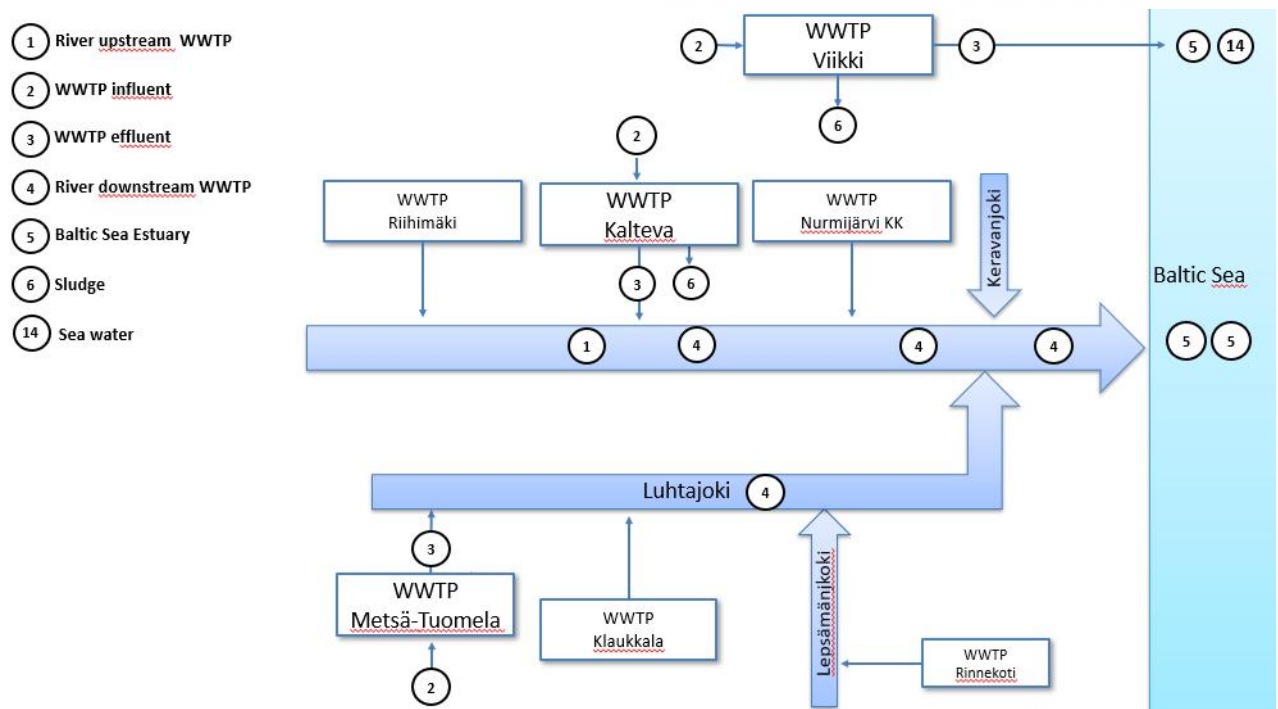 1 River upstream WWTP
2 WWTP influent
3 WWTP effluent
4 River downstream WWTP
5 Baltic Sea Estuary
6 Sludge
14 Sea water
2
WWTP
Viikki
3
5 14
6
2
WWTP
Riihimäki
WWTP
Kalteva
WWTP
Nurmijärvi KK
Keravanjoki
3 6
Baltic Sea
1 4 4 4
5 5
Luhtajoki 4
3
WWTP
Metsä-Tuomela
2
WWTP
Klaukkala
Lepsämänjkoki
WWTP
Rinnekoti